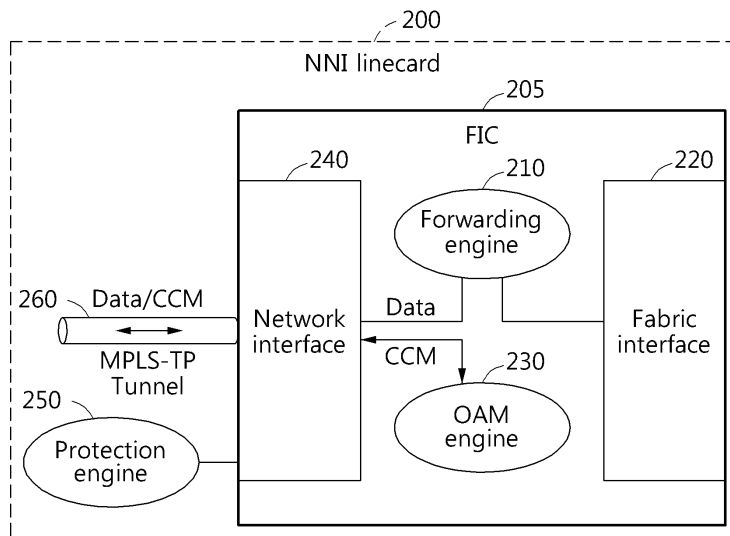 200
NNI linecard
205
FIC
240
210
220
Forwarding
engine
260
Data/CCM
Data
Network
interface
Fabric
interface
MPLS-TP
Tunnel
CCM
230
250
OAM
engine
Protection
engine